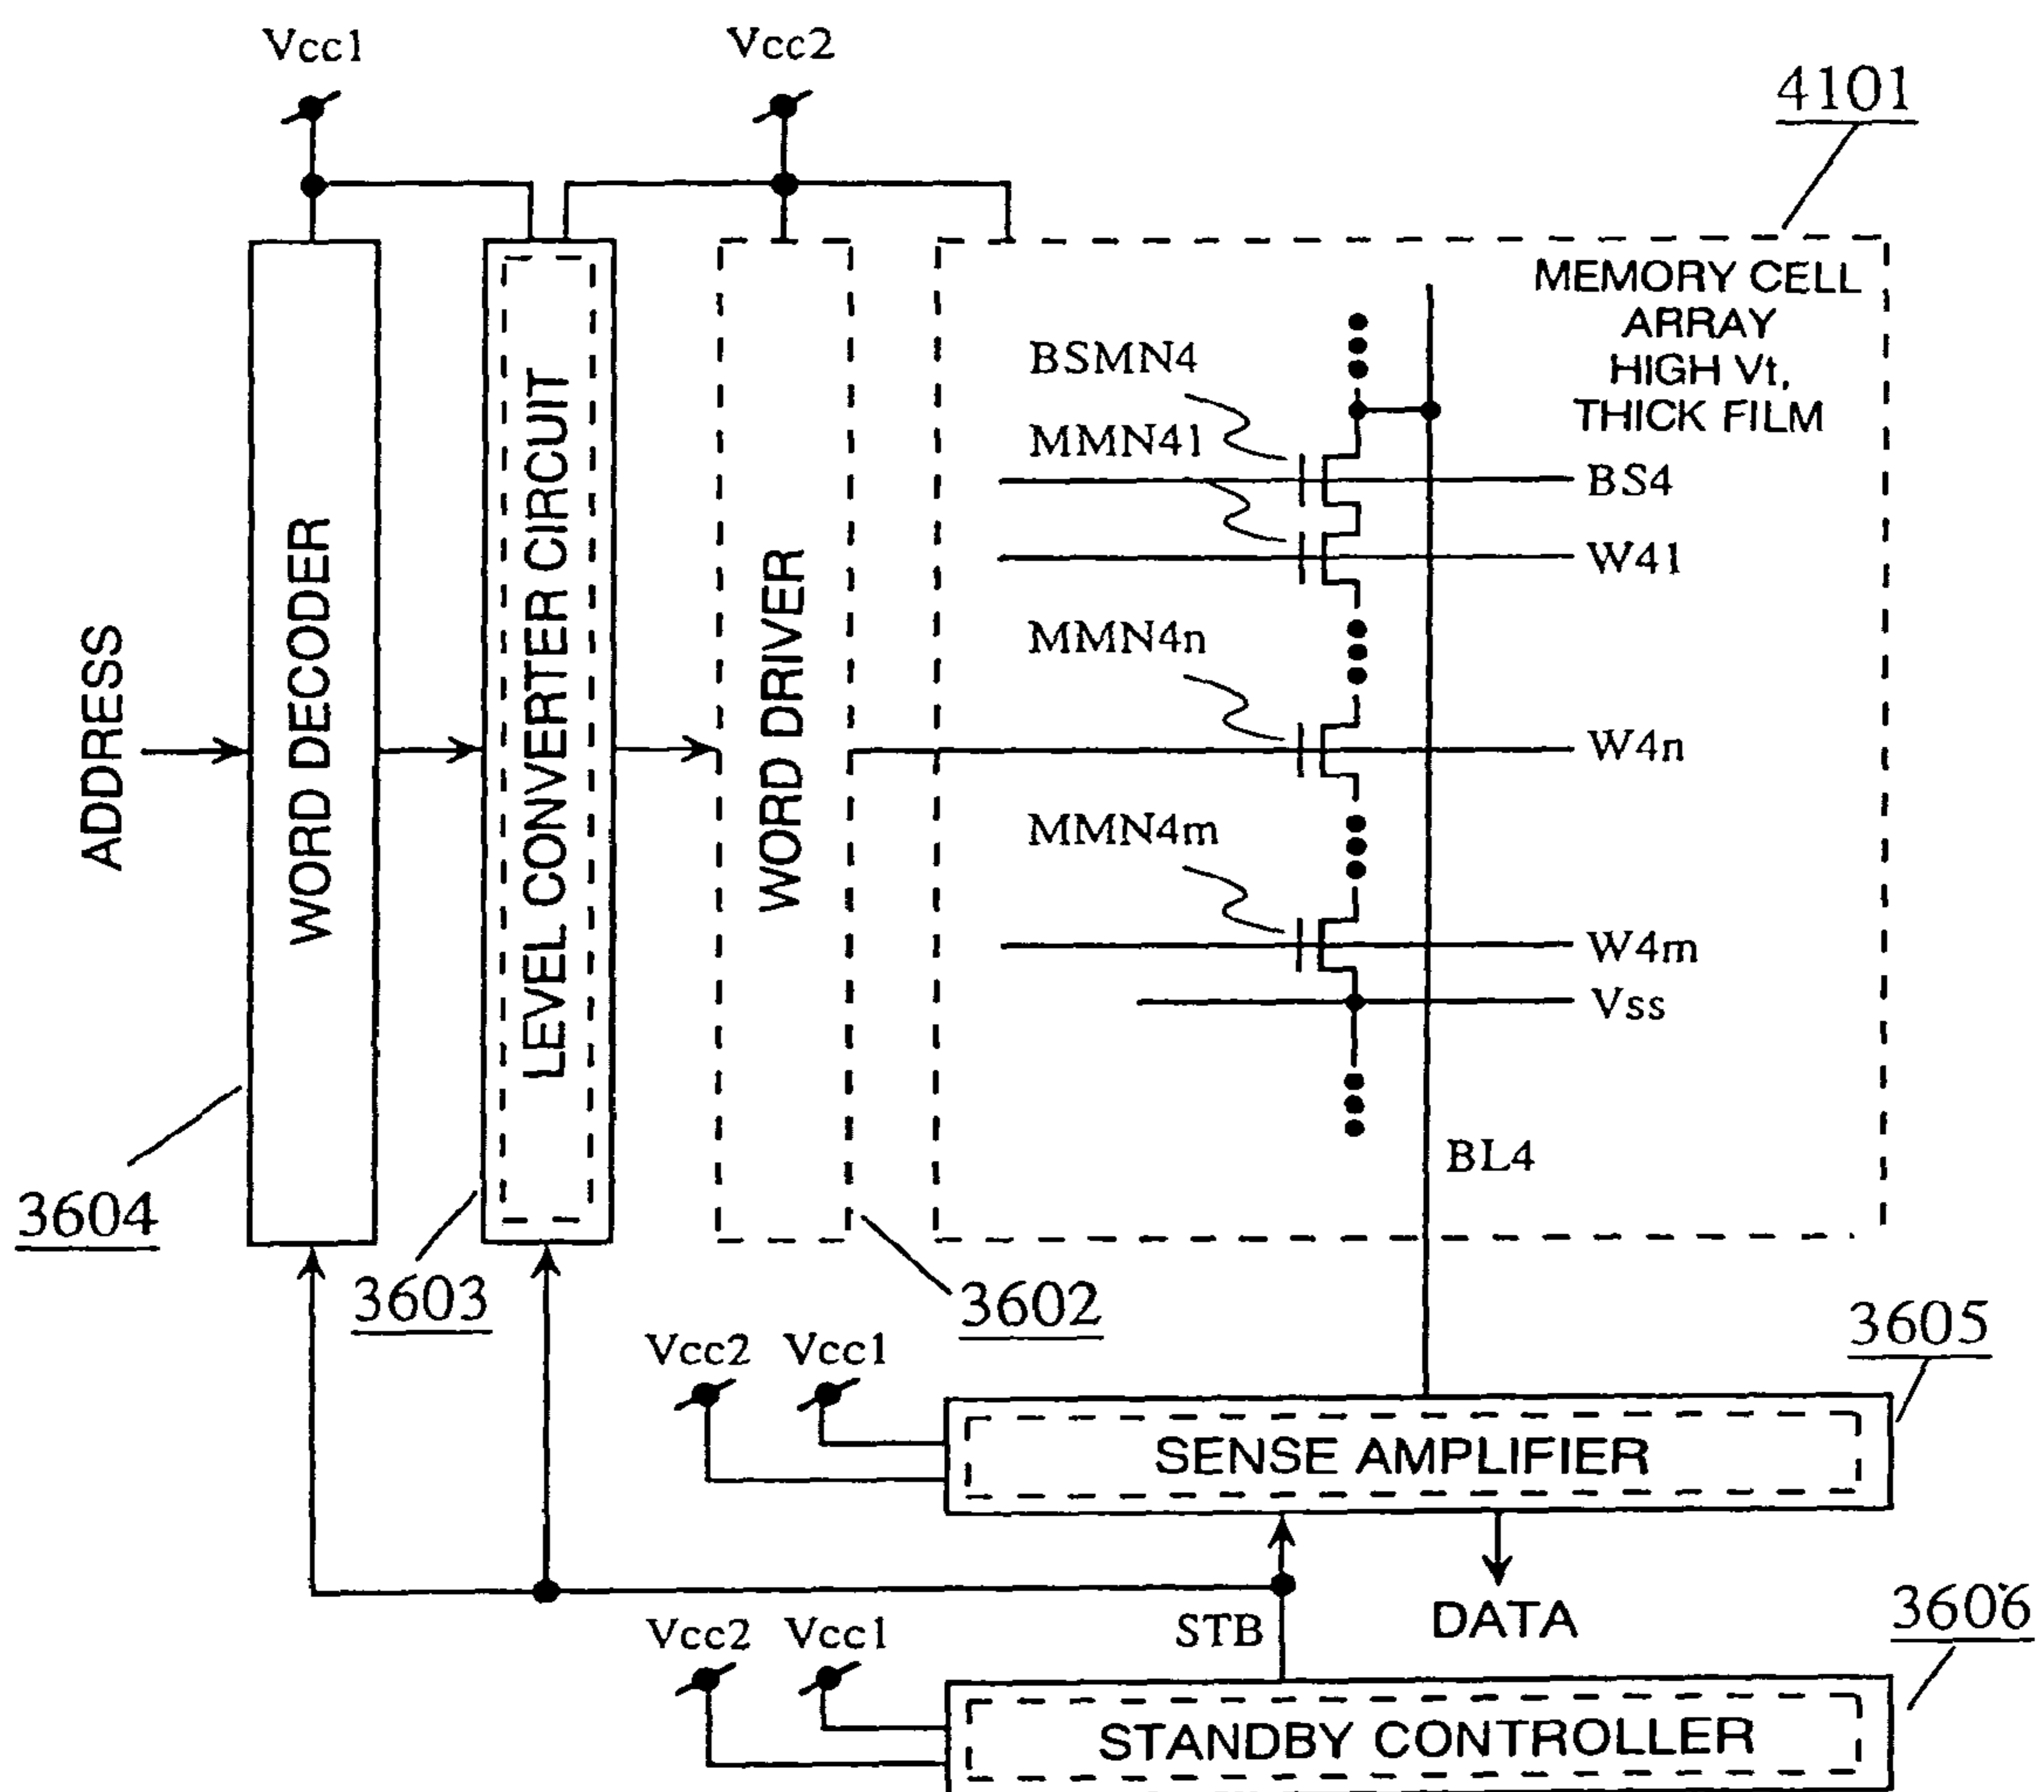 Vcc1
Vcc2
4101
MEMORY CELL
ARRAY
HIGH Vt,
THICK FILM
BSMN4
MMN41
BS4
W41
MMN4n
W4n
MMN4m
W4m
Vss
BL4
ADDRESS
WORD DECODER
LEVEL CONVERTER CIRCUIT
WORD DRIVER
3604
3603
3602
3605
Vcc2
Vcc1
SENSE AMPLIFIER
STB
DATA
3606
Vcc2
Vcc1
STANDBY CONTROLLER